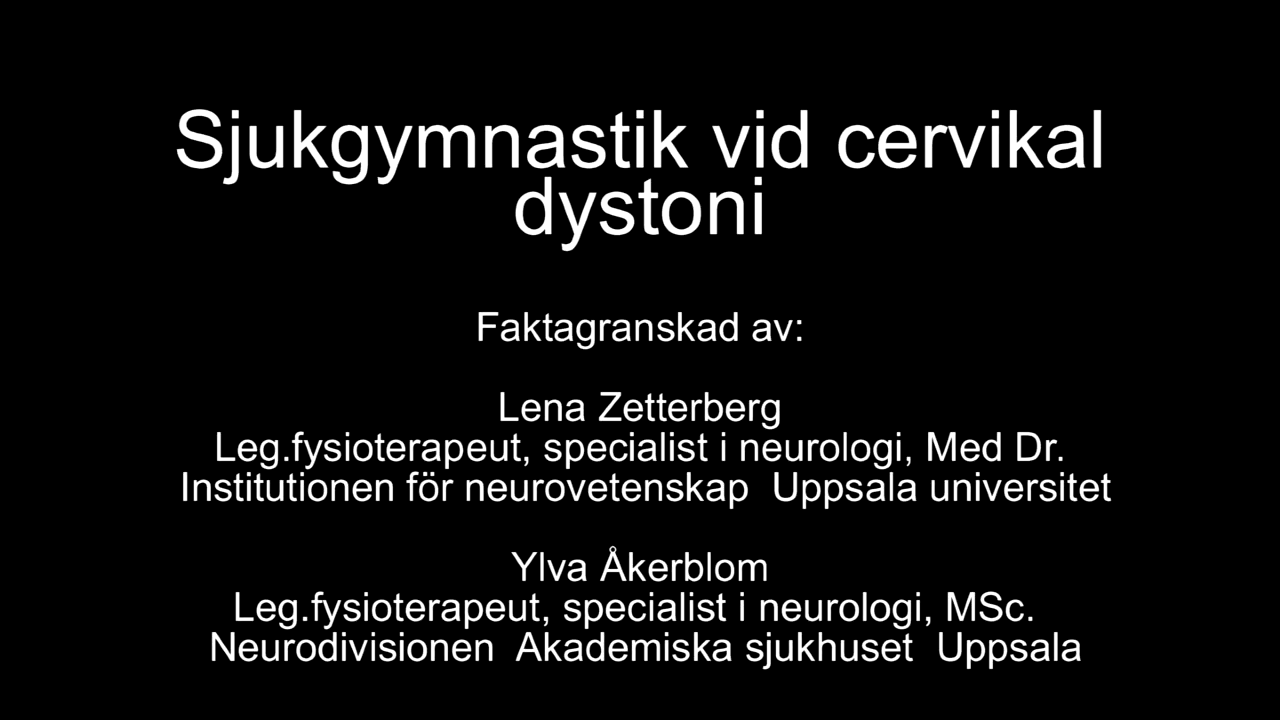 Sjukgymnastik vid cervikal
dystoni
Faktagranskad av:
Lena Zetterberg
Leg.fysioterapeut, specialist i neurologi, Med Dr.
Institutionen för neurovetenskap  Uppsala universitet
Ylva Åkerblom
Leg.fysioterapeut, specialist i neurologi, MSc.
Neurodivisionen  Akademiska sjukhuset  Uppsala